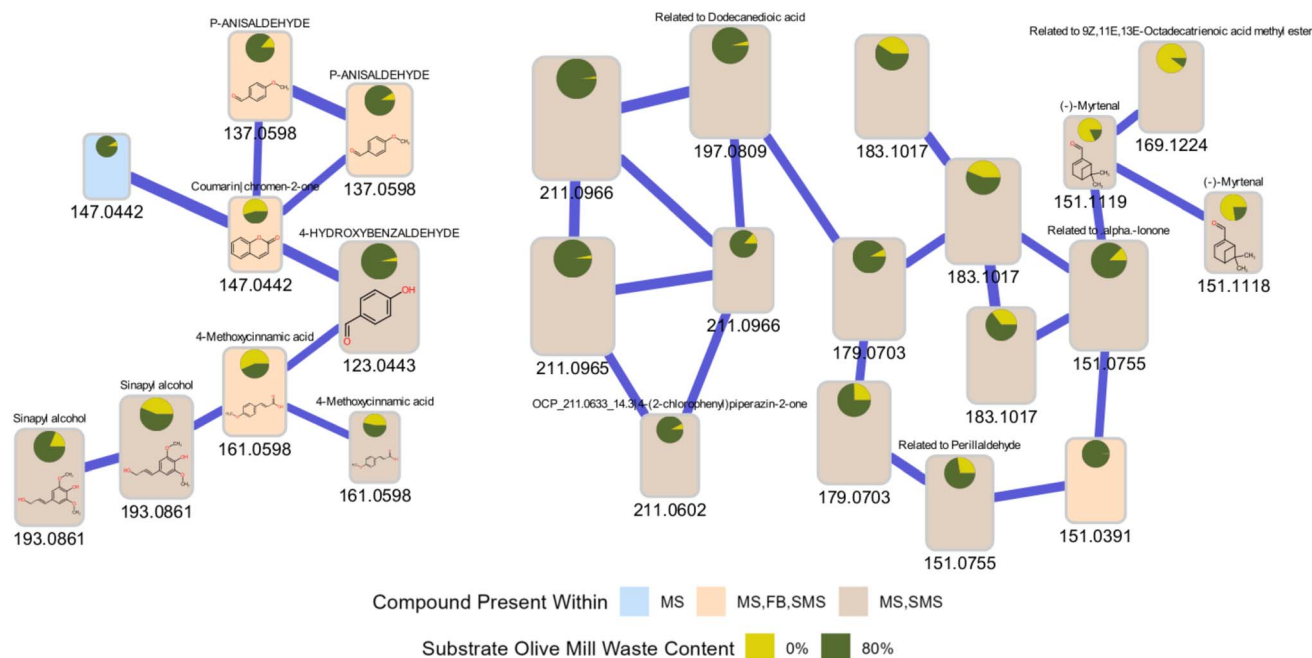 P-ANISALDEHYDE
137.0598
P-ANISALDEHYDE
137.0598
147.0442
Coumarin|chromen-2-one
147.0442
4-HYDROXYBENZALDEHYDE
OH
O
123.0443
4-Methoxycinnamic acid
161.0598
4-Methoxycinnamic acid
161.0598
Sinapyl alcohol
193.0861
Sinapyl alcohol
193.0861
Related to Dodecanedioic acid
197.0809
211.0966
211.0965
211.0966
OCP_211.0633_14.3|4-(2-chlorophenyl)piperazin-2-one
211.0602
183.1017
183.1017
179.0703
183.1017
179.0703
Related to Perillaldehyde
151.0755
151.0391
Related to .alpha.-Ionone
151.0755
Related to 9Z,11E,13E-Octadecatrienoic acid methyl ester
169.1224
(-)-Myrtenal
151.1119
(-)-Myrtenal
151.1118
Compound Present Within MS MS,FB,SMS MS,SMS
Substrate Olive Mill Waste Content 0% 80%